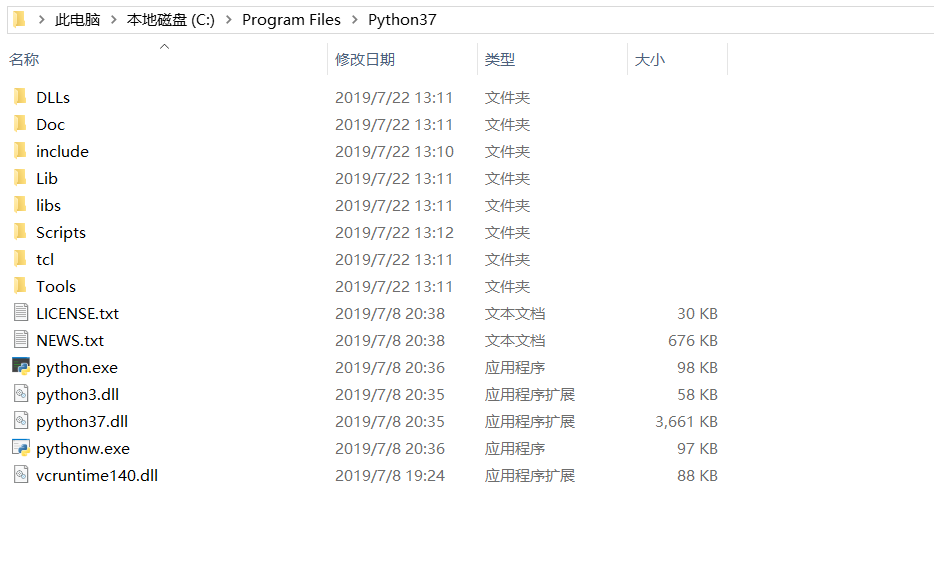 此电脑 > 本地磁盘 (C:) > Program Files > Python37
名称 修改日期 类型 大小
DLLs 2019/7/22 13:11 文件夹
Doc 2019/7/22 13:11 文件夹
include 2019/7/22 13:10 文件夹
Lib 2019/7/22 13:11 文件夹
libs 2019/7/22 13:11 文件夹
Scripts 2019/7/22 13:12 文件夹
tcl 2019/7/22 13:11 文件夹
Tools 2019/7/22 13:11 文件夹
LICENSE.txt 2019/7/8 20:38 文本文档 30 KB
NEWS.txt 2019/7/8 20:38 文本文档 676 KB
python.exe 2019/7/8 20:36 应用程序 98 KB
python3.dll 2019/7/8 20:35 应用程序扩展 58 KB
python37.dll 2019/7/8 20:35 应用程序扩展 3,661 KB
pythonw.exe 2019/7/8 20:36 应用程序 97 KB
vcruntime140.dll 2019/7/8 19:24 应用程序扩展 88 KB